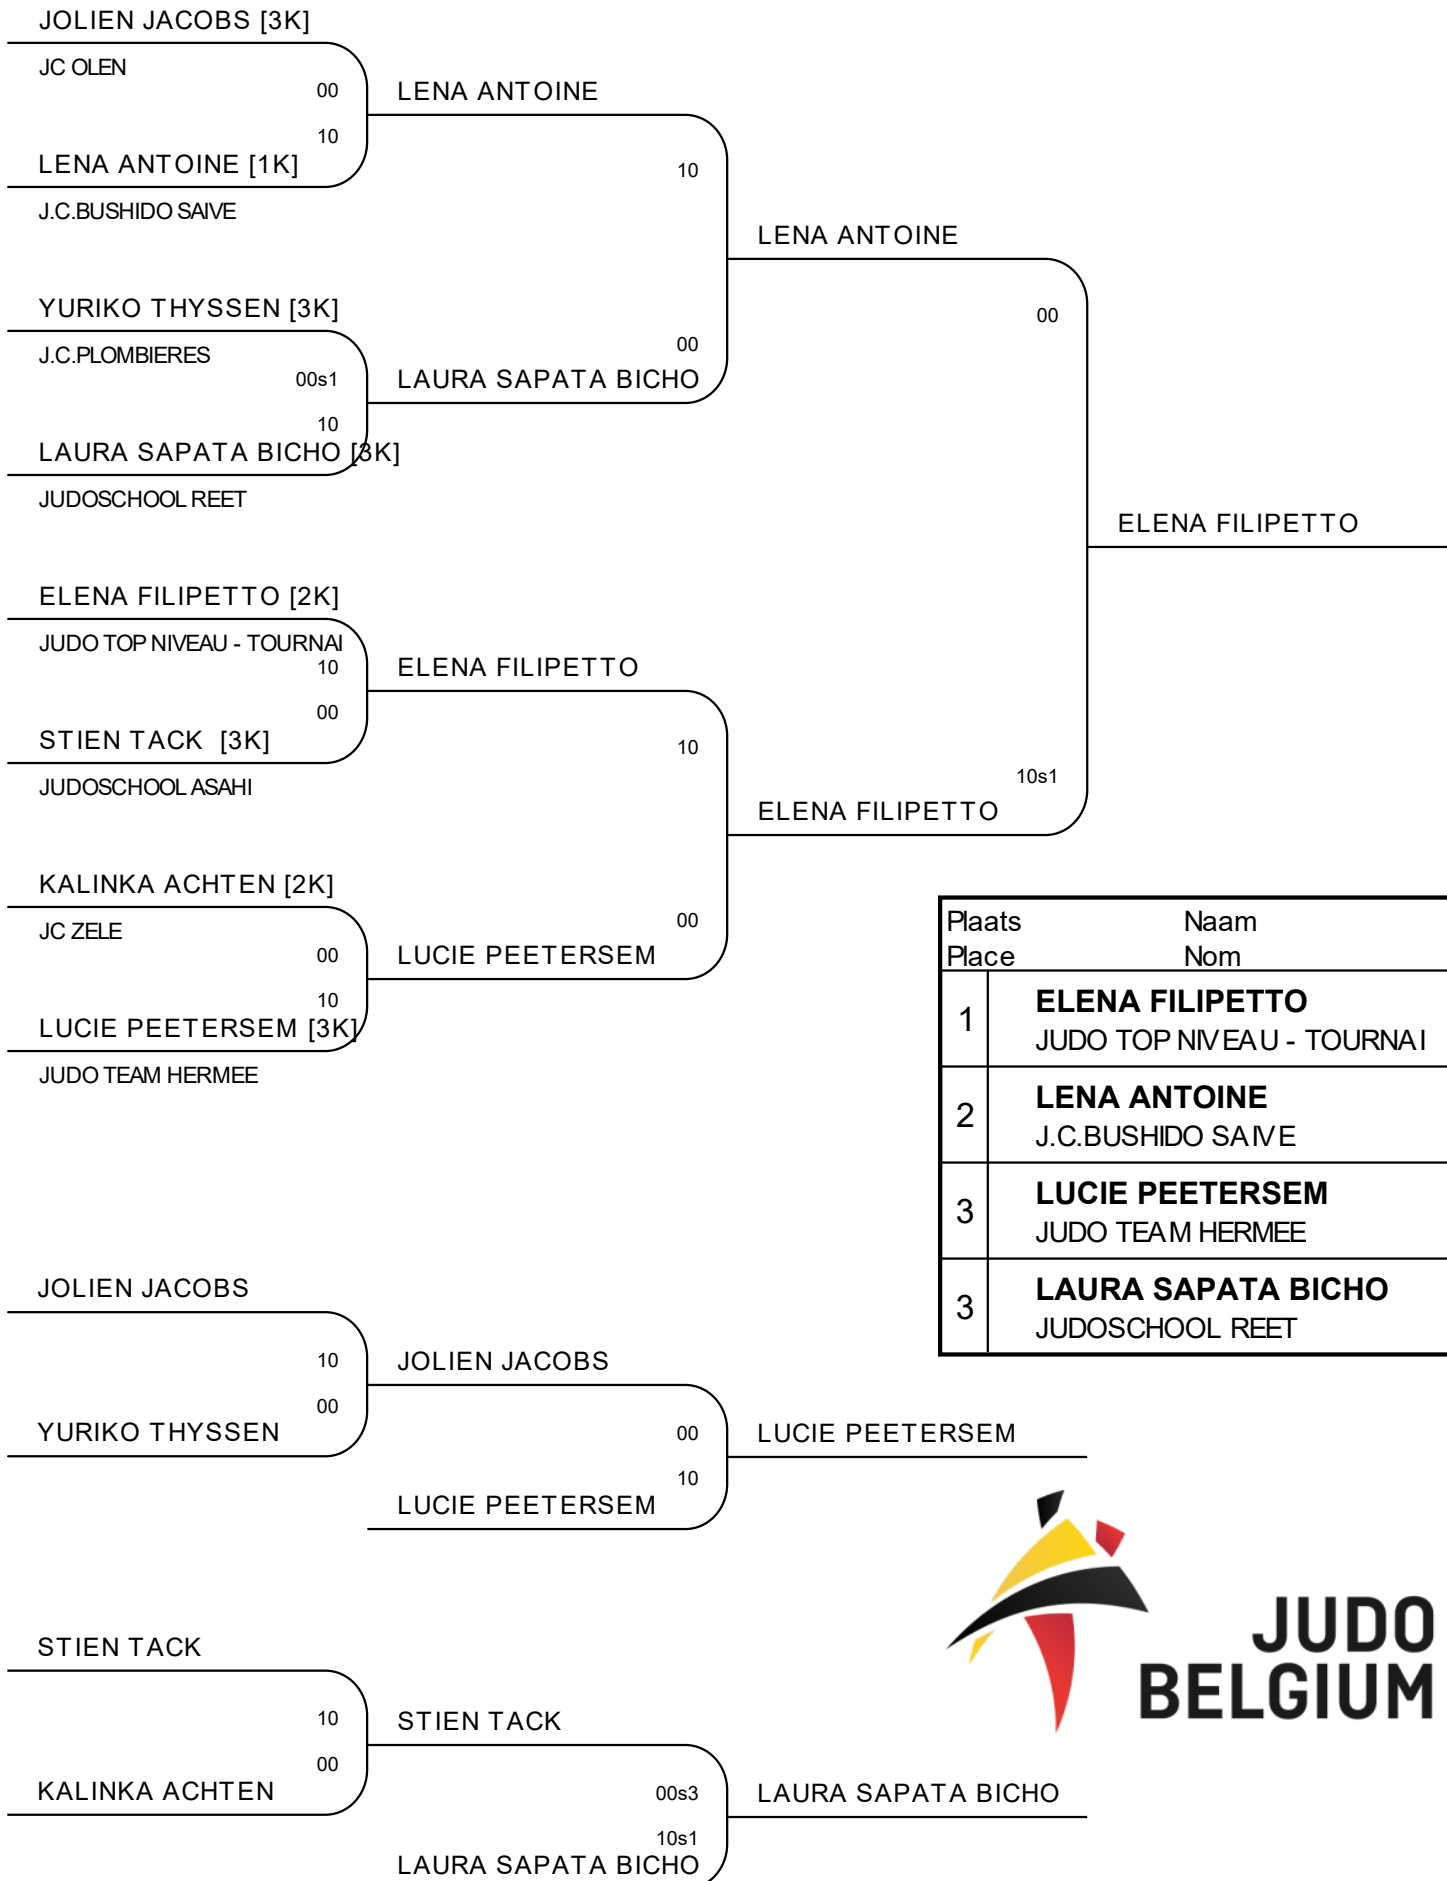 JOLIEN JACOBS [3K]
JC OLEN
00
LENA ANTOINE
10
LENA ANTOINE [1K]
10
J.C.BUSHIDO SAIVE
LENA ANTOINE
YURIKO THYSSEN [3K]
00
J.C.PLOMBIERES
00
00s1
LAURA SAPATA BICHO
10
LAURA SAPATA BICHO [3K]
JUDOSCHOOL REET
ELENA FILIPETTO
ELENA FILIPETTO [2K]
JUDO TOP NIVEAU - TOURNAI
10
ELENA FILIPETTO
00
STIEN TACK [3K]
10
JUDOSCHOOL ASAHI
10s1
ELENA FILIPETTO
KALINKA ACHTEN [2K]
JC ZELE
00
00
LUCIE PEETERSEM
10
LUCIE PEETERSEM [3K]
JUDO TEAM HERMEE
Plaats Naam
Place Nom
1 ELENA FILIPETTO
JUDO TOP NIVEAU - TOURNAI
2 LENA ANTOINE
J.C.BUSHIDO SAIVE
3 LUCIE PEETERSEM
JUDO TEAM HERMEE
3 LAURA SAPATA BICHO
JUDOSCHOOL REET
JOLIEN JACOBS
10
JOLIEN JACOBS
00
YURIKO THYSSEN
00
LUCIE PEETERSEM
10
LUCIE PEETERSEM
STIEN TACK
10
STIEN TACK
00
KALINKA ACHTEN
00s3
LAURA SAPATA BICHO
10s1
LAURA SAPATA BICHO
JUDO
BELGIUM